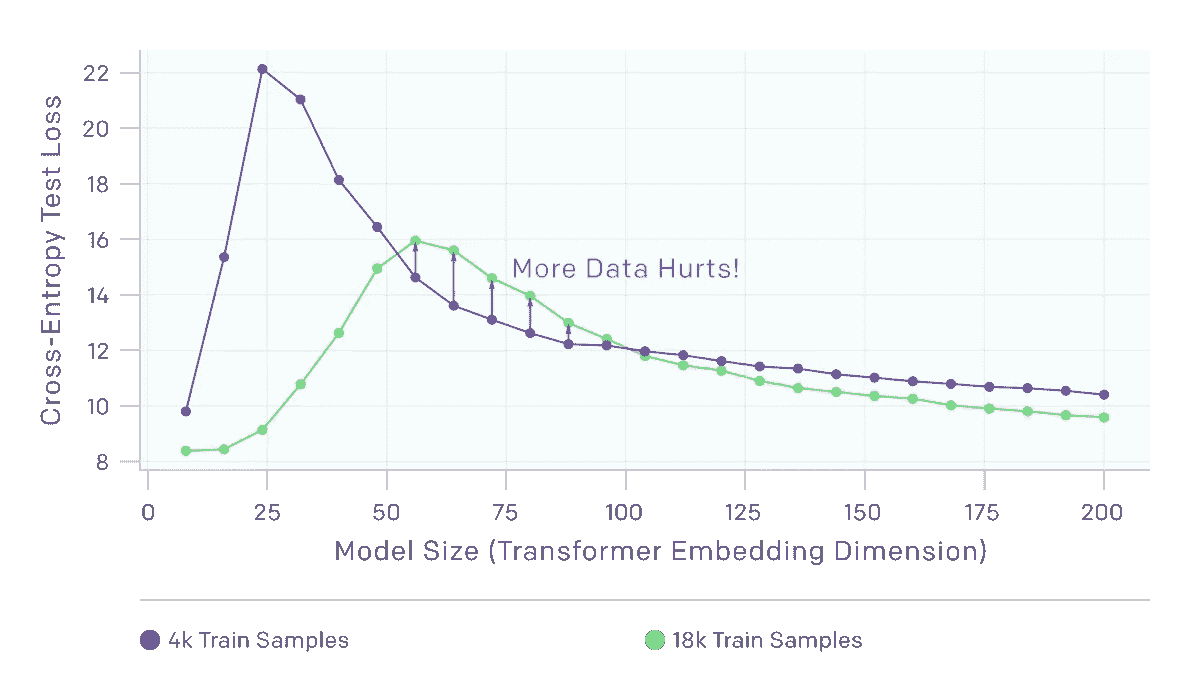 Cross-Entropy Test Loss
22
20
18
16
14
12
10
8
More Data Hurts!
0 25 50 75 100 125 150 175 200
Model Size (Transformer Embedding Dimension)
4k Train Samples 18k Train Samples